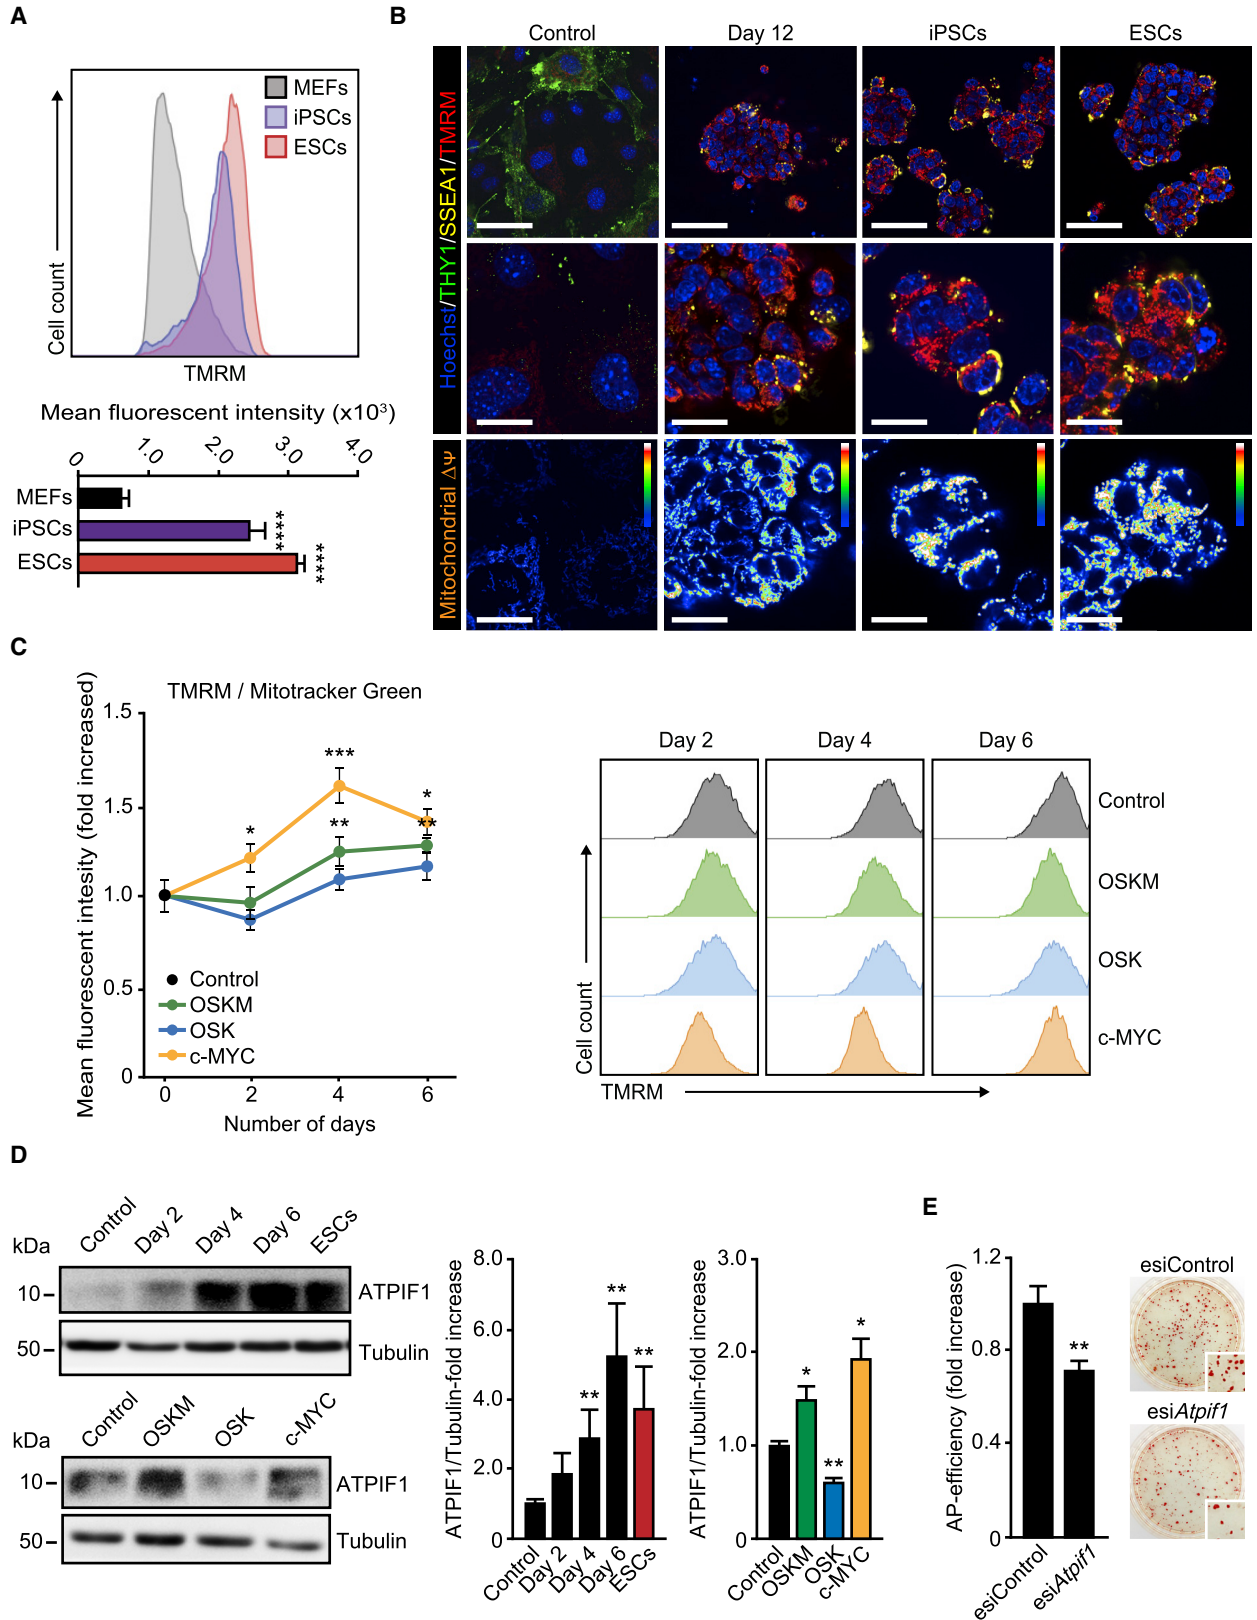 A
MEFs
iPSCs
ESCs
Cell count
TMRM
Mean fluorescent intensity (x10³)
0
1.0
2.0
3.0
4.0
MEFs
iPSCs
****
ESCs
****
B
Control
Day 12
iPSCs
ESCs
Hoechst/THY1/SSEA1/TMRM
Mitochondrial ΔΨ
C
TMRM / Mitotracker Green
Mean fluorescent intesity (fold increased)
1.5
1.5
1.0
0.5
0
*
***
**
*
**
Control
OSKM
OSK
c-MYC
0
2
4
6
Number of days
Day 2
Day 4
Day 6
Control
OSKM
OSK
c-MYC
Cell count
TMRM
D
kDa
Control
Day 2
Day 4
Day 6
ESCs
10
ATPIF1
50
Tubulin
kDa
Control
OSKM
OSK
c-MYC
10
ATPIF1
50
Tubulin
ATPIF1/Tubulin-fold increase
8.0
6.0
4.0
2.0
0
**
**
**
Control
Day 2
Day 4
Day 6
ESCs
ATPIF1/Tubulin-fold increase
3.0
2.0
1.0
0
*
**
*
Control
OSKM
OSK
c-MYC
E
AP-efficiency (fold increase)
1.2
0.8
0.4
0
**
esiControl
esiAtpif1
esiControl
esiAtpif1